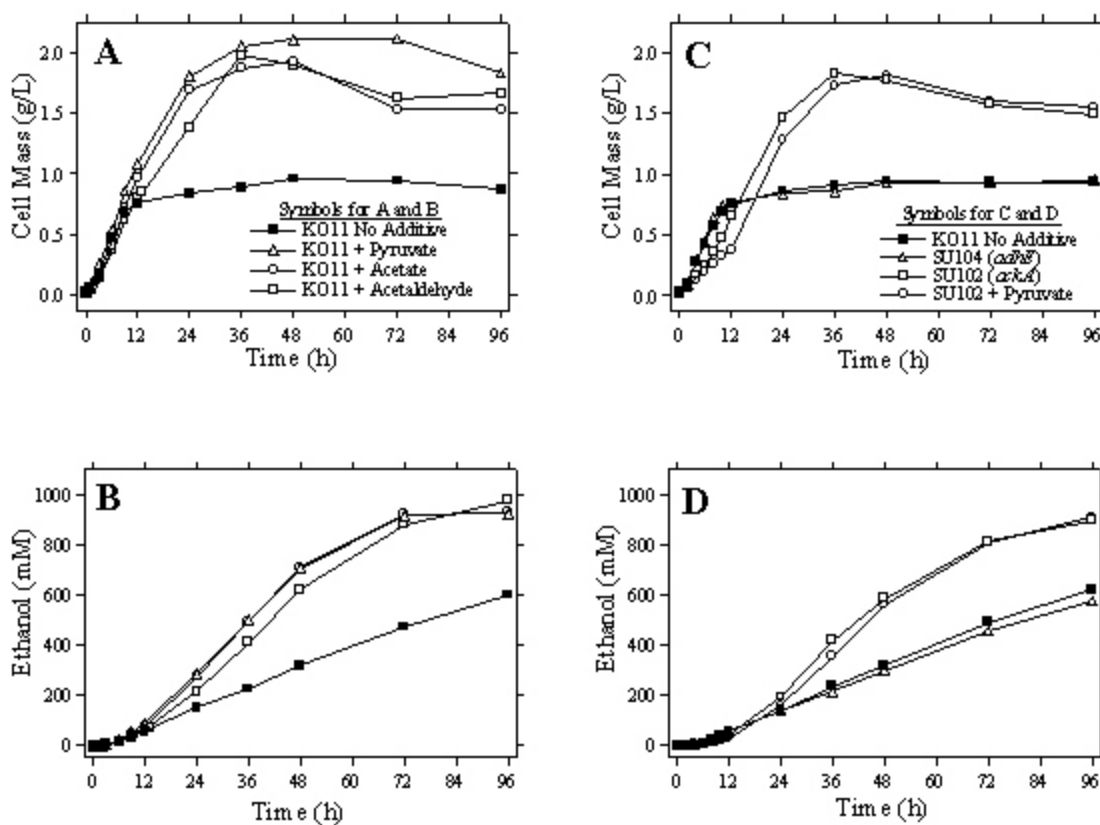 A
Cell Mass (g/L)
2.0
1.5
1.0
0.5
0.0
Symbols for A and B
KO11 No Additive
KO11 + Pyruvate
KO11 + Acetate
KO11 + Acetaldehyde
0 12 24 36 48 60 72 84 96
Time (h)
C
Cell Mass (g/L)
2.0
1.5
1.0
0.5
0.0
Symbols for C and D
KO11 No Additive
SU104 (adhB)
SU102 (ackA)
SU102 + Pyruvate
0 12 24 36 48 60 72 84 96
Time (h)
B
Ethanol (mM)
1000
800
600
400
200
0
0 12 24 36 48 60 72 84 96
Time (h)
D
Ethanol (mM)
1000
800
600
400
200
0
0 12 24 36 48 60 72 84 96
Time (h)